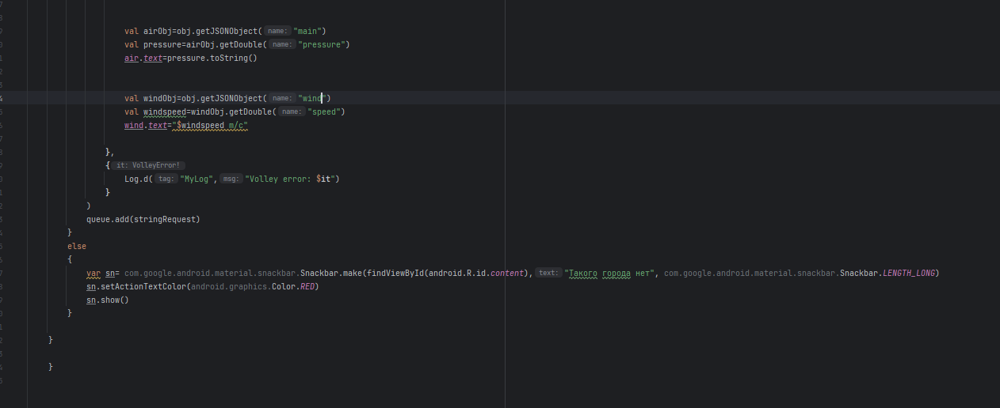 val airObj=obj.getJSONObject( name: "main")
val pressure=airObj.getDouble( name: "pressure")
air.text=pressure.toString()
val windObj=obj.getJSONObject( name: "wind")
val windspeed=windObj.getDouble( name: "speed")
wind.text="$windspeed m/c"
},
{ it: VolleyError!
Log.d( tag: "MyLog", msg: "Volley error: $it")
}
)
queue.add(stringRequest)
}
else
{
var sn= com.google.android.material.snackbar.Snackbar.make(findViewById(android.R.id.content), text: "Такого города нет", com.google.android.material.snackbar.Snackbar.LENGTH_LONG)
sn.setActionTextColor(android.graphics.Color.RED)
sn.show()
}
}
}